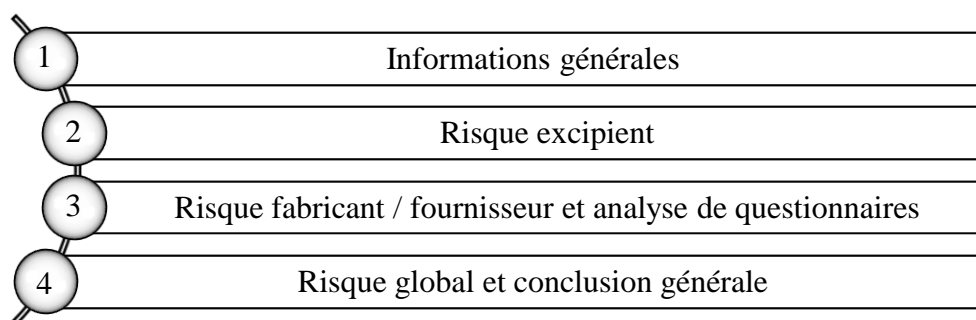 1 Informations générales
2 Risque excipient
3 Risque fabricant / fournisseur et analyse de questionnaires
4 Risque global et conclusion générale